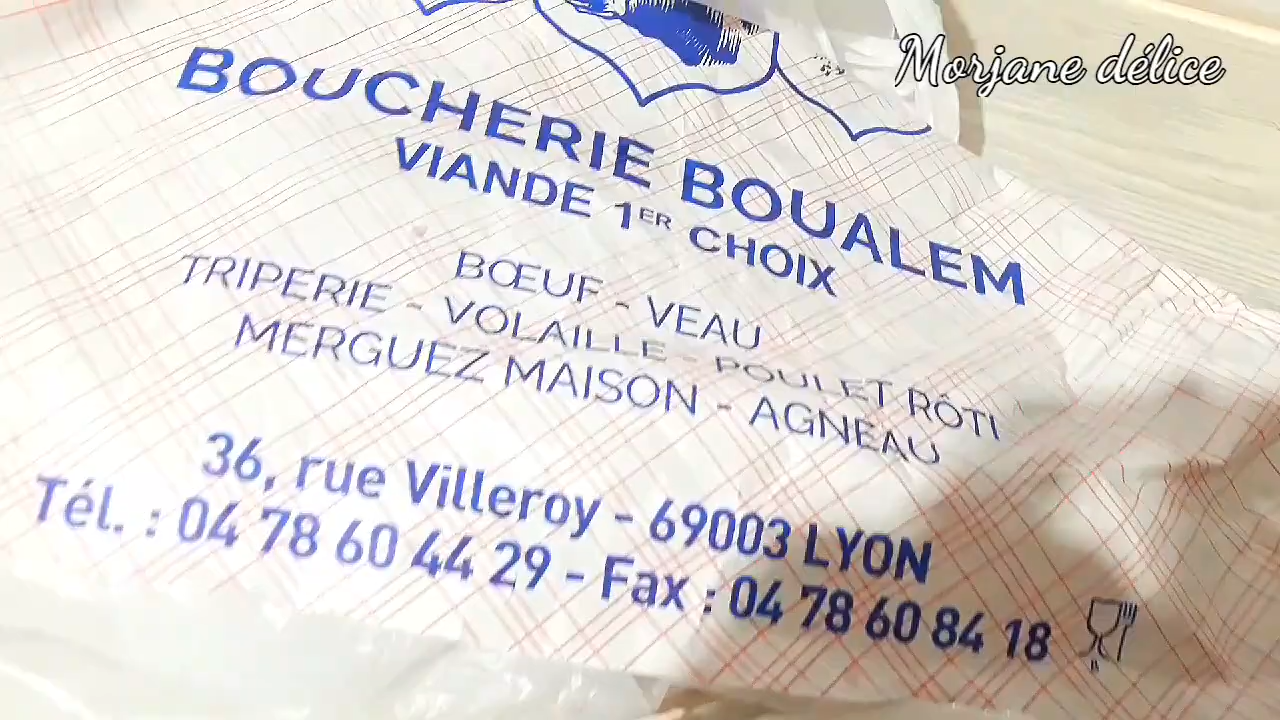 Morjane délice
BOUCHERIE BOUALEM
VIANDE 1ER CHOIX
BŒUF - VEAU
TRIPERIE - VOLAILLE - POULET RÔTI
MERGUEZ MAISON - AGNEAU
36, rue Villeroy - 69003 LYON
Tél. : 04 78 60 44 29 - Fax : 04 78 60 84 18